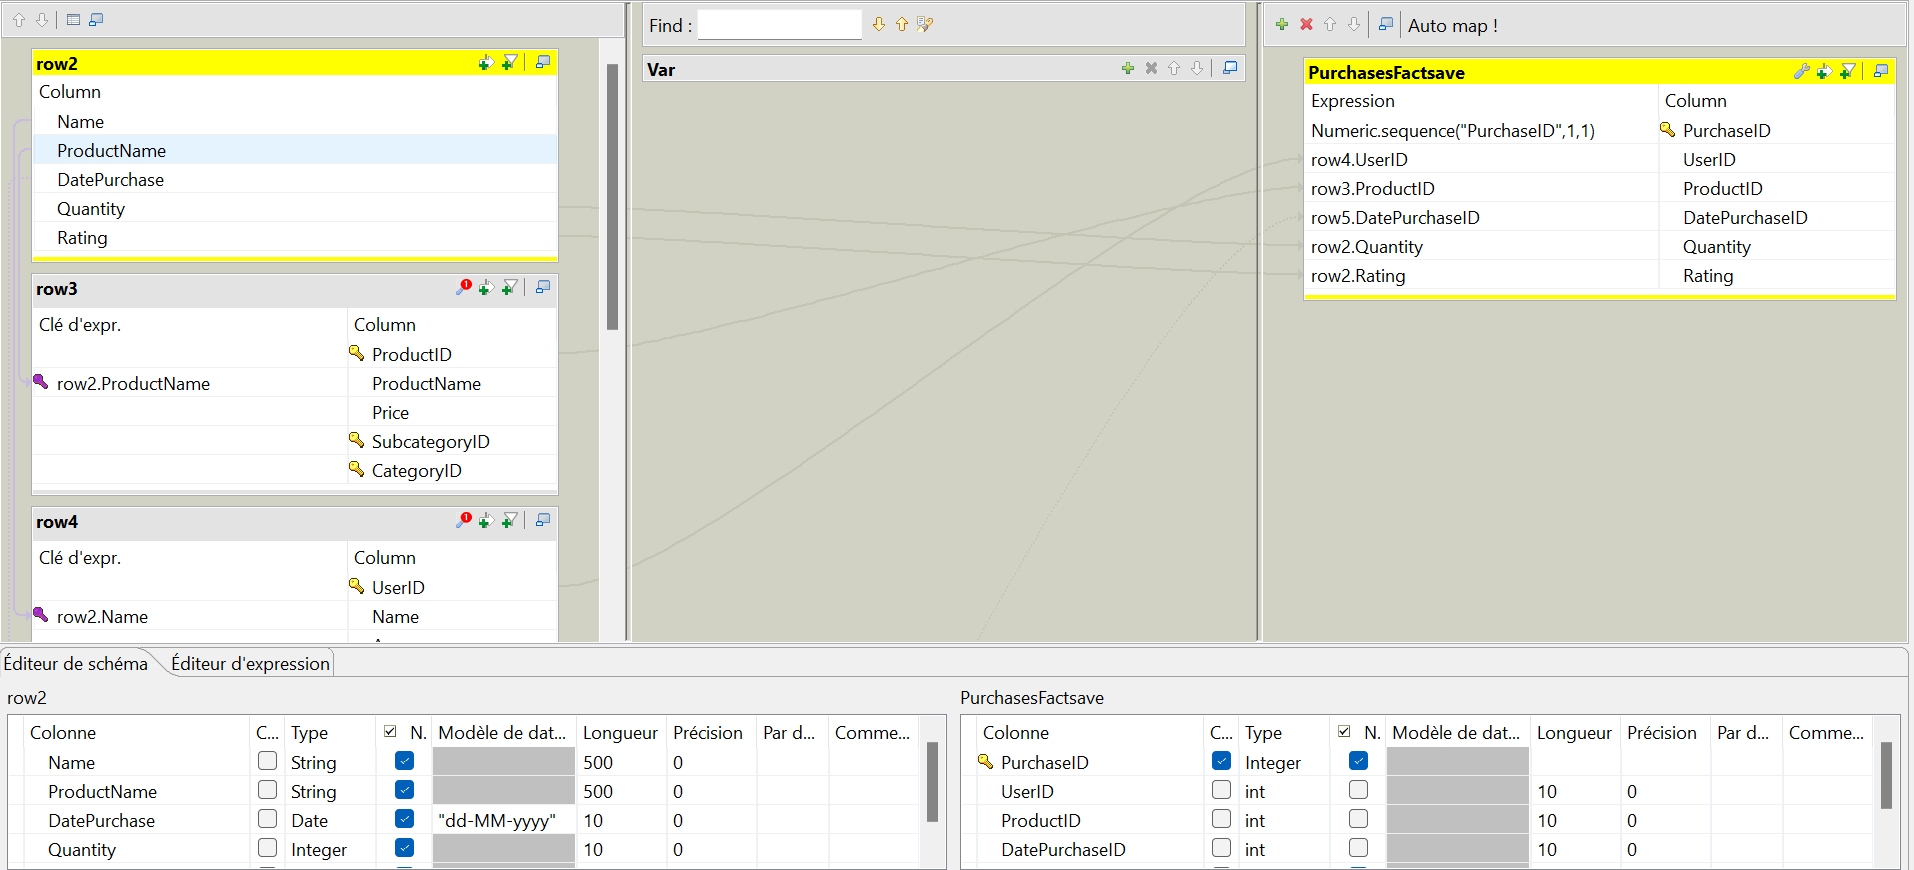 Find :
Auto map !
row2
Column
Name
ProductName
DatePurchase
Quantity
Rating
row3
Clé d'expr. Column
ProductID
row2.ProductName ProductName
Price
SubcategoryID
CategoryID
row4
Clé d'expr. Column
UserID
row2.Name Name
Var
PurchasesFactsave
Expression Column
Numeric.sequence("PurchaseID",1,1) PurchaseID
row4.UserID UserID
row3.ProductID ProductID
row5.DatePurchaseID DatePurchaseID
row2.Quantity Quantity
row2.Rating Rating
Éditeur de schéma Éditeur d'expression
row2
Colonne C... Type N. Modèle de dat... Longueur Précision Par d... Comme...
Name String 500 0
ProductName String 500 0
DatePurchase Date "dd-MM-yyyy" 10 0
Quantity Integer 10 0
PurchasesFactsave
Colonne C... Type N. Modèle de dat... Longueur Précision Par d... Comme...
PurchaseID Integer
UserID int 10 0
ProductID int 10 0
DatePurchaseID int 10 0